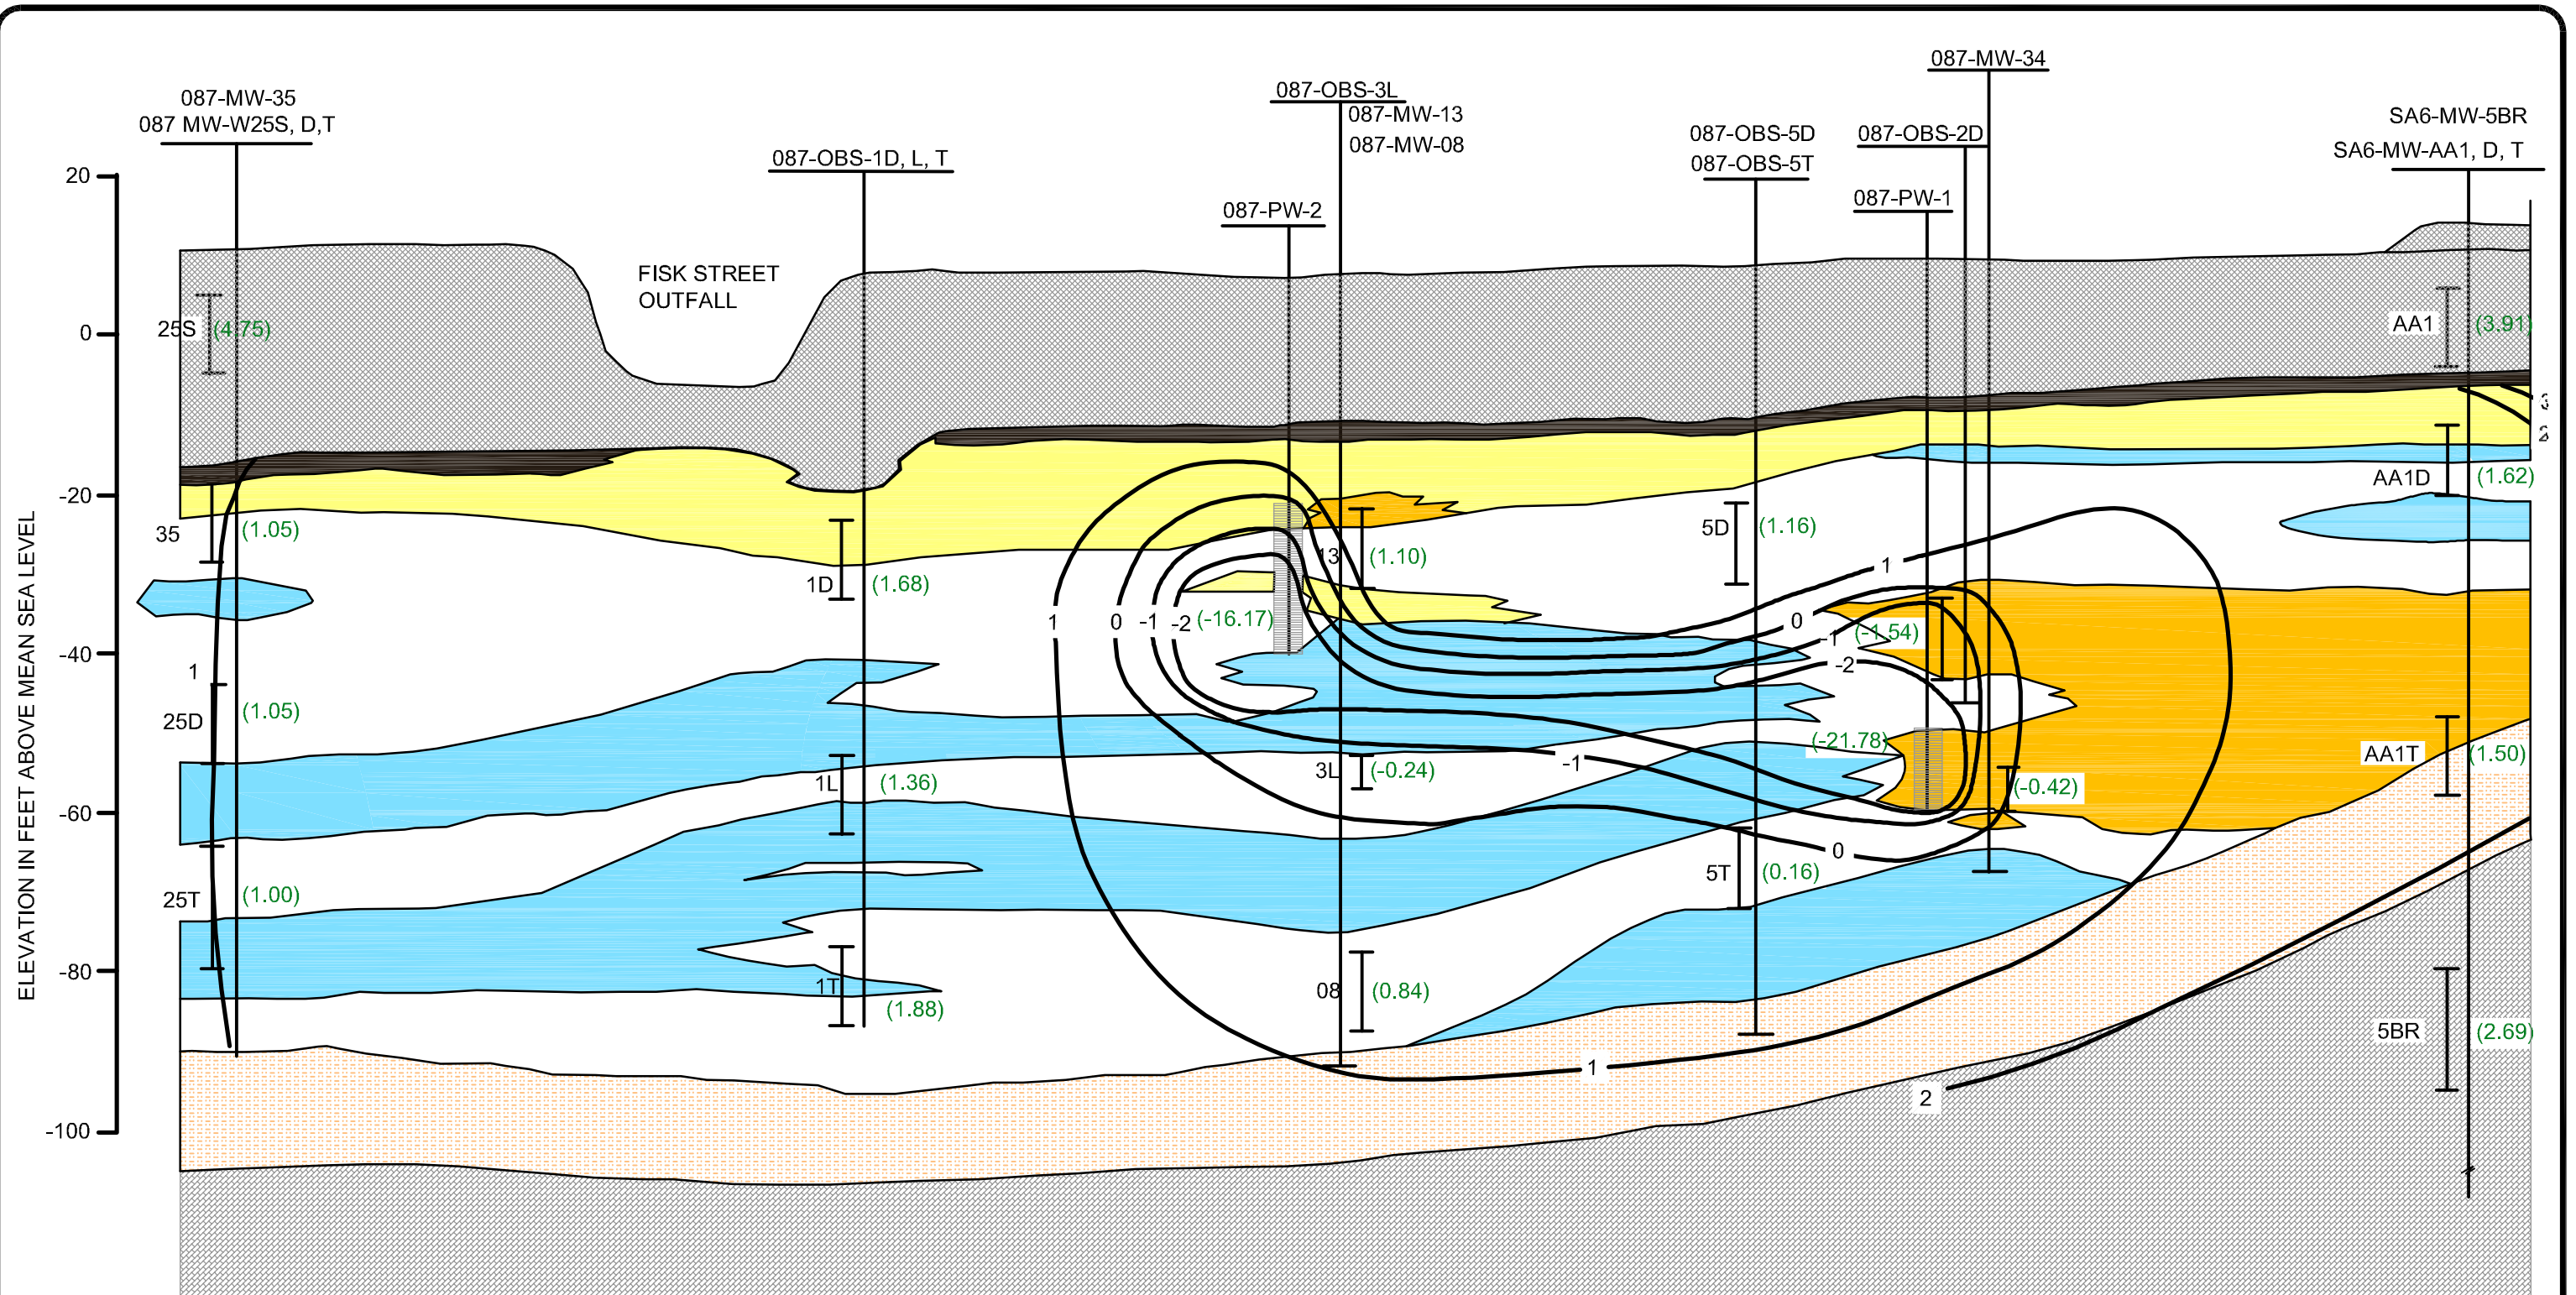 087-MW-34
087-OBS-3L
087-MW-35
087-MW-13
SA6-MW-5BR
087 MW-W25S, D,T
087-OBS-5D
087-OBS-2D
087-MW-08
SA6-MW-AA1, D, T
087-OBS-1D, L, T
087-OBS-5T
20
087-PW-1
087-PW-2
FISK STREET
OUTFALL
25S
(4.75)
0
AA1
(3.91)
3
2
AA1D
(1.62)
-20
35
(1.05)
5D
(1.16)
13
(1.10)
1
1D
(1.68)
1
0
-1
-2
(-16.17)
0
-1
(-1.54)
-40
-2
1
25D
(1.05)
(-21.78)
-1
AA1T
(1.50)
3L
(-0.24)
1L
(1.36)
(-0.42)
-60
0
5T
(0.16)
25T
(1.00)
-80
1T
(1.88)
08
(0.84)
5BR
(2.69)
1
2
-100
ELEVATION IN FEET ABOVE MEAN SEA LEVEL